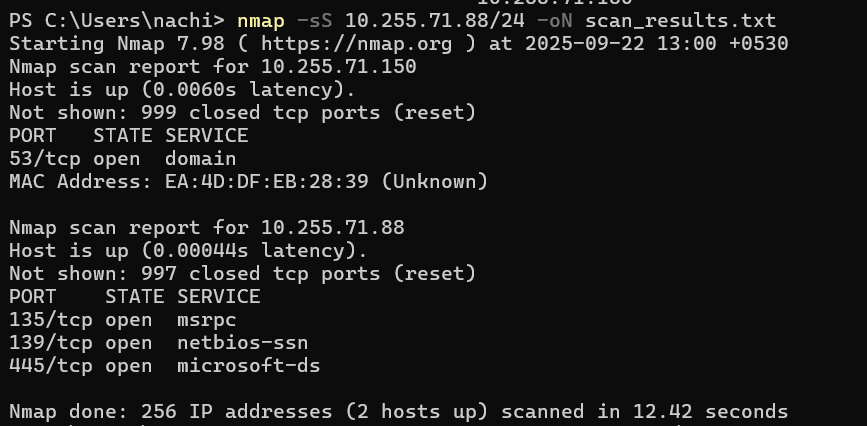 PS C:\Users\nachi> nmap -sS 10.255.71.88/24 -oN scan_results.txt
Starting Nmap 7.98 ( https://nmap.org ) at 2025-09-22 13:00 +0530
Nmap scan report for 10.255.71.150
Host is up (0.0060s latency).
Not shown: 999 closed tcp ports (reset)
PORT   STATE SERVICE
53/tcp open  domain
MAC Address: EA:4D:DF:EB:28:39 (Unknown)

Nmap scan report for 10.255.71.88
Host is up (0.00044s latency).
Not shown: 997 closed tcp ports (reset)
PORT    STATE SERVICE
135/tcp open  msrpc
139/tcp open  netbios-ssn
445/tcp open  microsoft-ds

Nmap done: 256 IP addresses (2 hosts up) scanned in 12.42 seconds